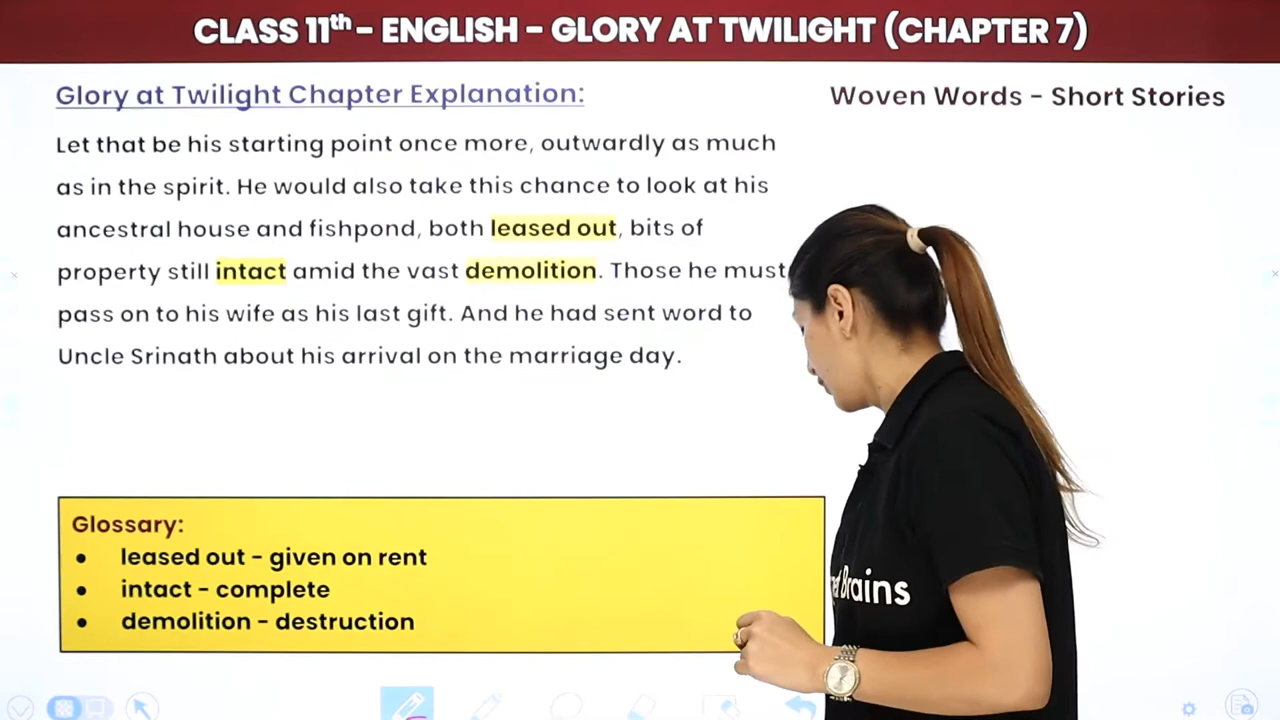 CLASS 11th - ENGLISH - GLORY AT TWILIGHT (CHAPTER 7)
Glory at Twilight Chapter Explanation:
Woven Words - Short Stories
Let that be his starting point once more, outwardly as much
as in the spirit. He would also take this chance to look at his
ancestral house and fishpond, both leased out, bits of
property still intact amid the vast demolition. Those he must
pass on to his wife as his last gift. And he had sent word to
Uncle Srinath about his arrival on the marriage day.
Glossary:
• leased out - given on rent
• intact - complete
• demolition - destruction
Brains